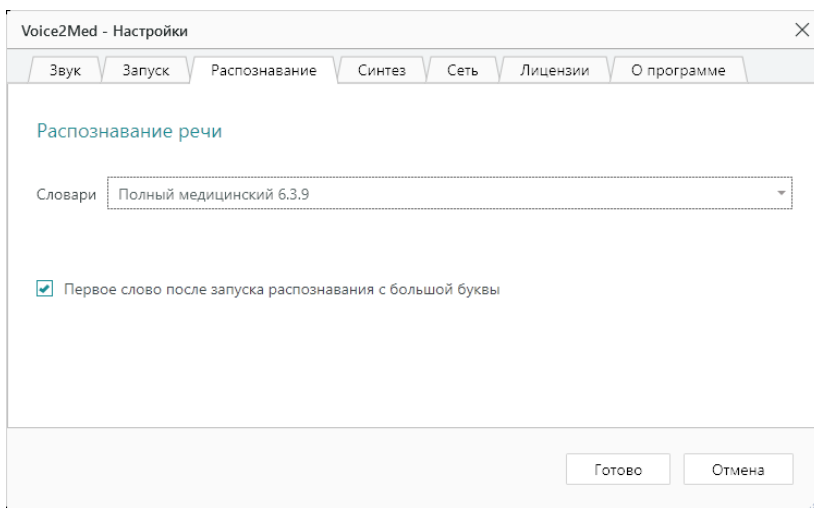 Voice2Med - Настройки
Звук Запуск Распознавание Синтез Сеть Лицензии О программе
Распознавание речи
Словари Полный медицинский 6.3.9
Первое слово после запуска распознавания с большой буквы
Готово Отмена